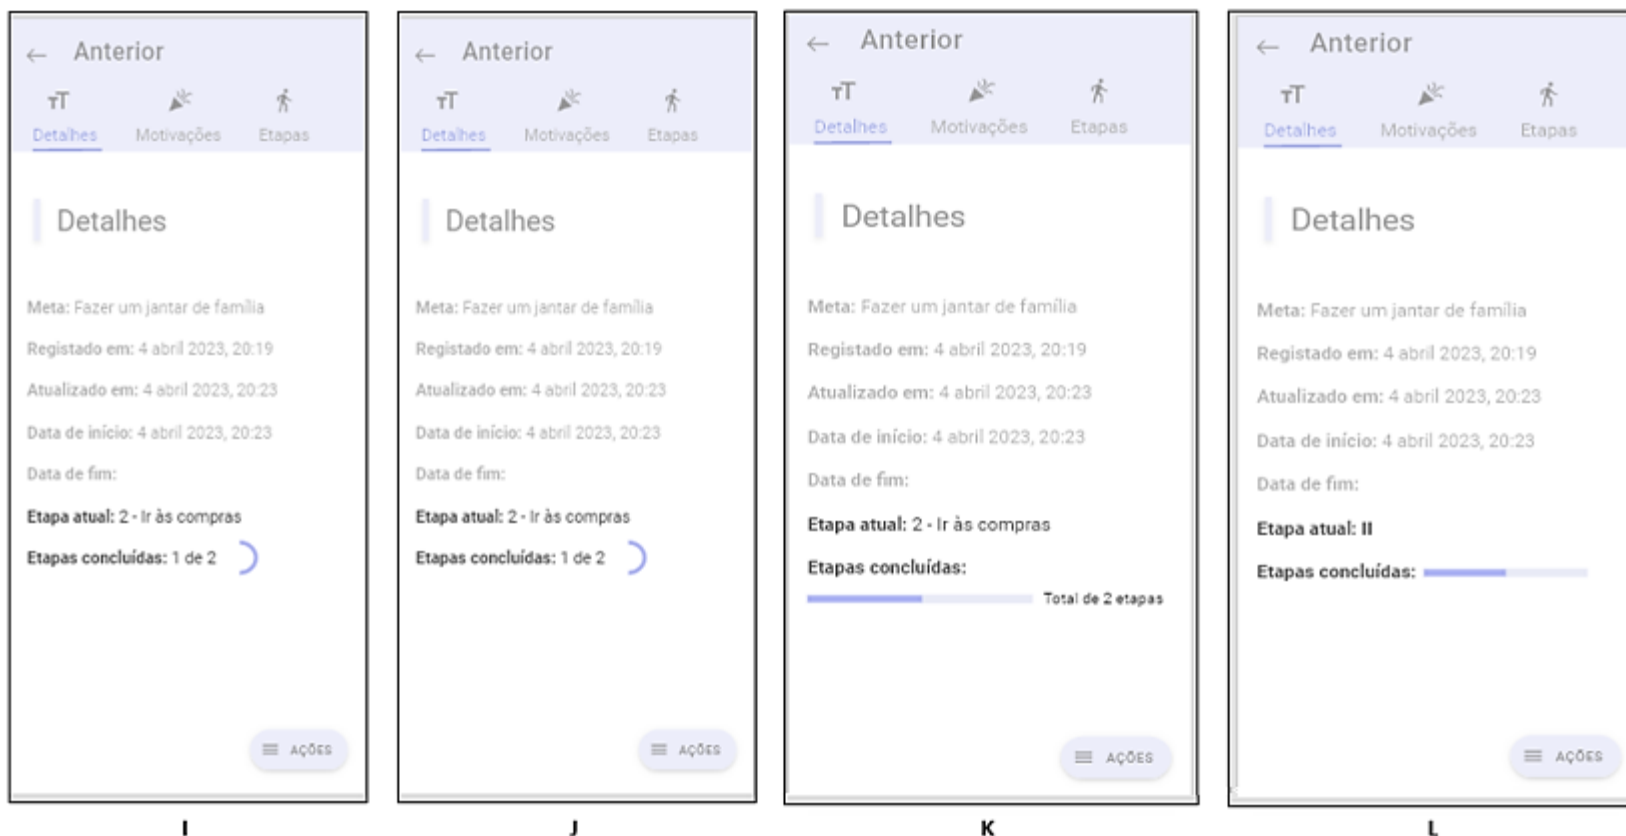 Anterior
Detalhes Motivações Etapas
Detalhes
Meta: Fazer um jantar de família
Registado em: 4 abril 2023, 20:19
Atualizado em: 4 abril 2023, 20:23
Data de início: 4 abril 2023, 20:23
Data de fim:
Etapa atual: 2 - Ir às compras
Etapas concluídas: 1 de 2
AÇÕES
I
Anterior
Detalhes Motivações Etapas
Detalhes
Meta: Fazer um jantar de família
Registado em: 4 abril 2023, 20:19
Atualizado em: 4 abril 2023, 20:23
Data de início: 4 abril 2023, 20:23
Data de fim:
Etapa atual: 2 - Ir às compras
Etapas concluídas: 1 de 2
AÇÕES
J
Anterior
Detalhes Motivações Etapas
Detalhes
Meta: Fazer um jantar de família
Registado em: 4 abril 2023, 20:19
Atualizado em: 4 abril 2023, 20:23
Data de início: 4 abril 2023, 20:23
Data de fim:
Etapa atual: 2 - Ir às compras
Etapas concluídas:
Total de 2 etapas
AÇÕES
K
Anterior
Detalhes Motivações Etapas
Detalhes
Meta: Fazer um jantar de família
Registado em: 4 abril 2023, 20:19
Atualizado em: 4 abril 2023, 20:23
Data de início: 4 abril 2023, 20:23
Data de fim:
Etapa atual: II
Etapas concluídas:
AÇÕES
L